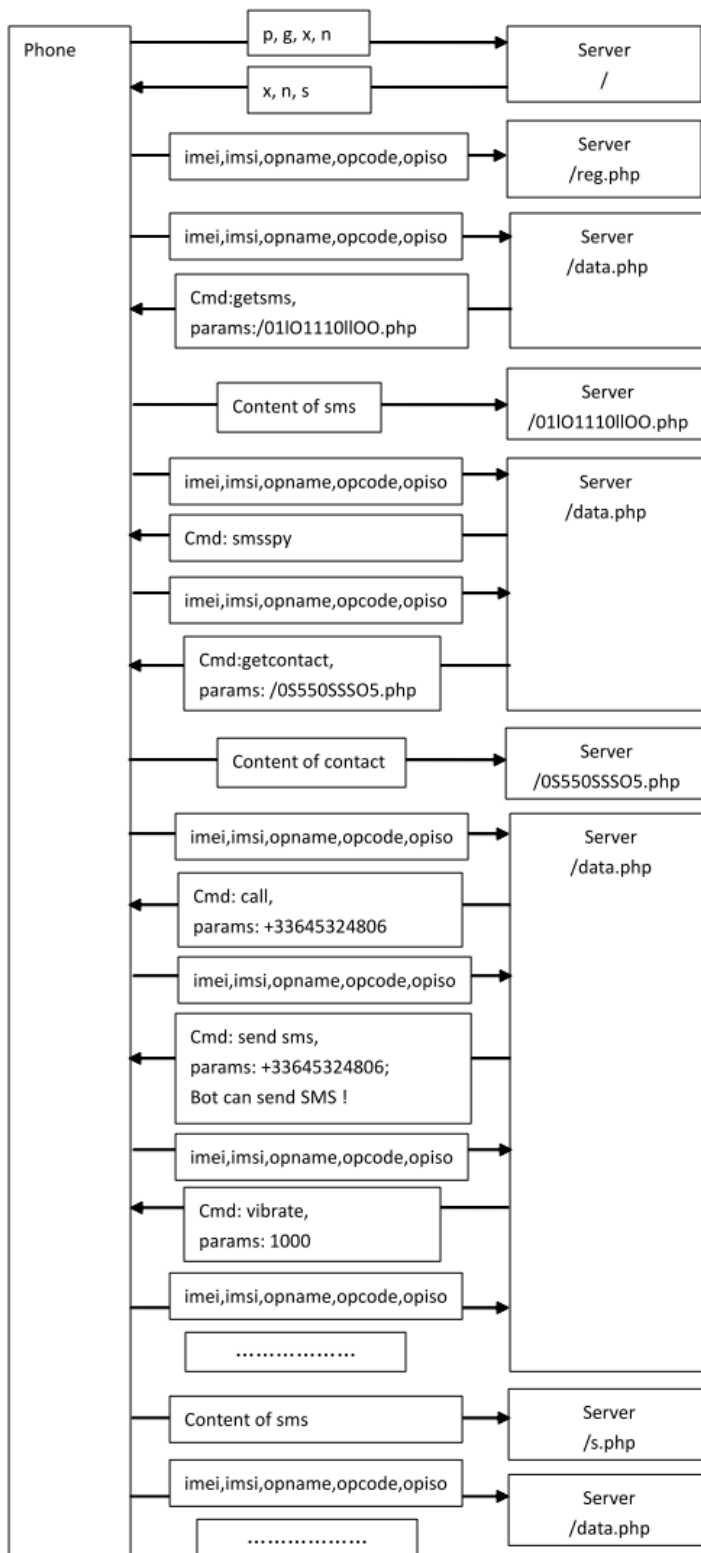 Phone
p, g, x, n
Server
/
x, n, s
imei,imsi,opname,opcode,opiso
Server
/reg.php
imei,imsi,opname,opcode,opiso
Server
/data.php
Cmd:getsms,
params:/01lO1110llOO.php
Content of sms
Server
/01lO1110llOO.php
imei,imsi,opname,opcode,opiso
Server
/data.php
Cmd: smsspy
imei,imsi,opname,opcode,opiso
Cmd:getcontact,
params: /0S550SSSO5.php
Content of contact
Server
/0S550SSSO5.php
imei,imsi,opname,opcode,opiso
Server
/data.php
Cmd: call,
params: +33645324806
imei,imsi,opname,opcode,opiso
Cmd: send sms,
params: +33645324806;
Bot can send SMS !
imei,imsi,opname,opcode,opiso
Cmd: vibrate,
params: 1000
imei,imsi,opname,opcode,opiso
………………
Content of sms
Server
/s.php
imei,imsi,opname,opcode,opiso
Server
/data.php
………………